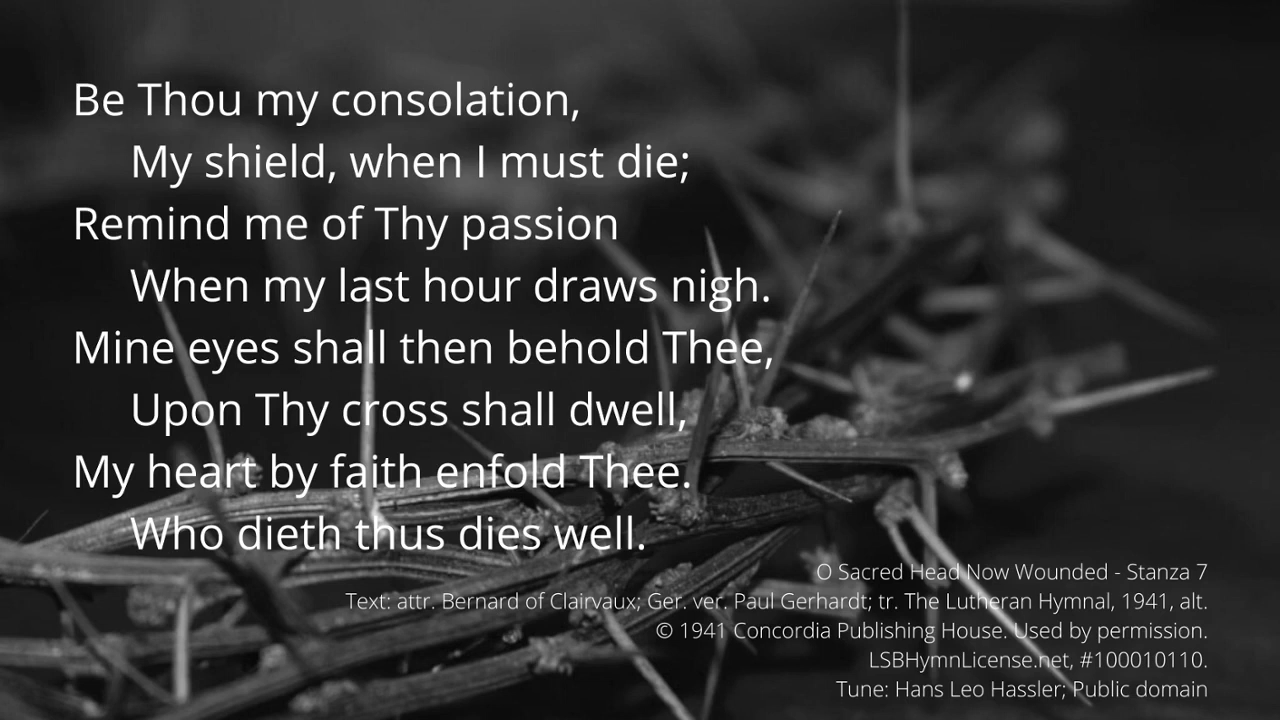 Be Thou my consolation,
My shield, when I must die;
Remind me of Thy passion
When my last hour draws nigh.
Mine eyes shall then behold Thee,
Upon Thy cross shall dwell,
My heart by faith enfold Thee.
Who dieth thus dies well.
O Sacred Head Now Wounded - Stanza 7
Text: attr. Bernard of Clairvaux; Ger. ver. Paul Gerhardt; tr. The Lutheran Hymnal, 1941, alt.
© 1941 Concordia Publishing House. Used by permission.
LSBHymnLicense.net, #100010110.
Tune: Hans Leo Hassler; Public domain